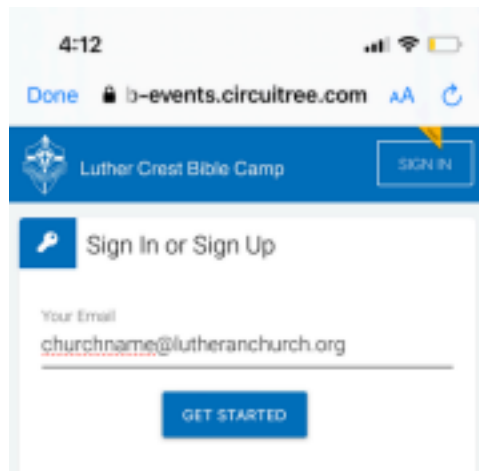 4:12
Done b-events.circuitree.com AA
Luther Crest Bible Camp SIGN IN
Sign In or Sign Up
Your Email
churchname@lutheranchurch.org
GET STARTED